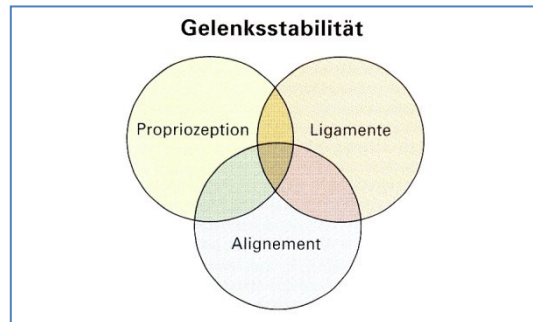 Gelenksstabilität
Propriozeption
Ligamente
Alignement